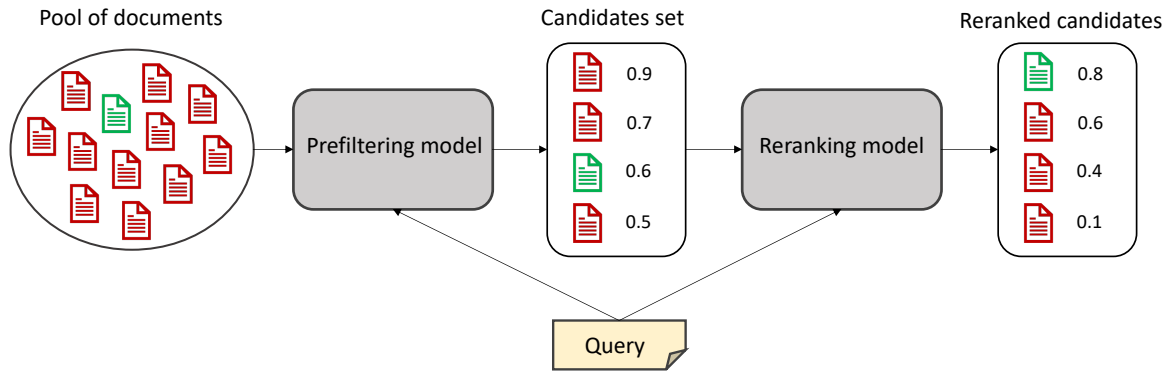 Pool of documents
Candidates set
Reranked candidates
Prefiltering model
0.9
0.7
0.6
0.5
Reranking model
0.8
0.6
0.4
0.1
Query